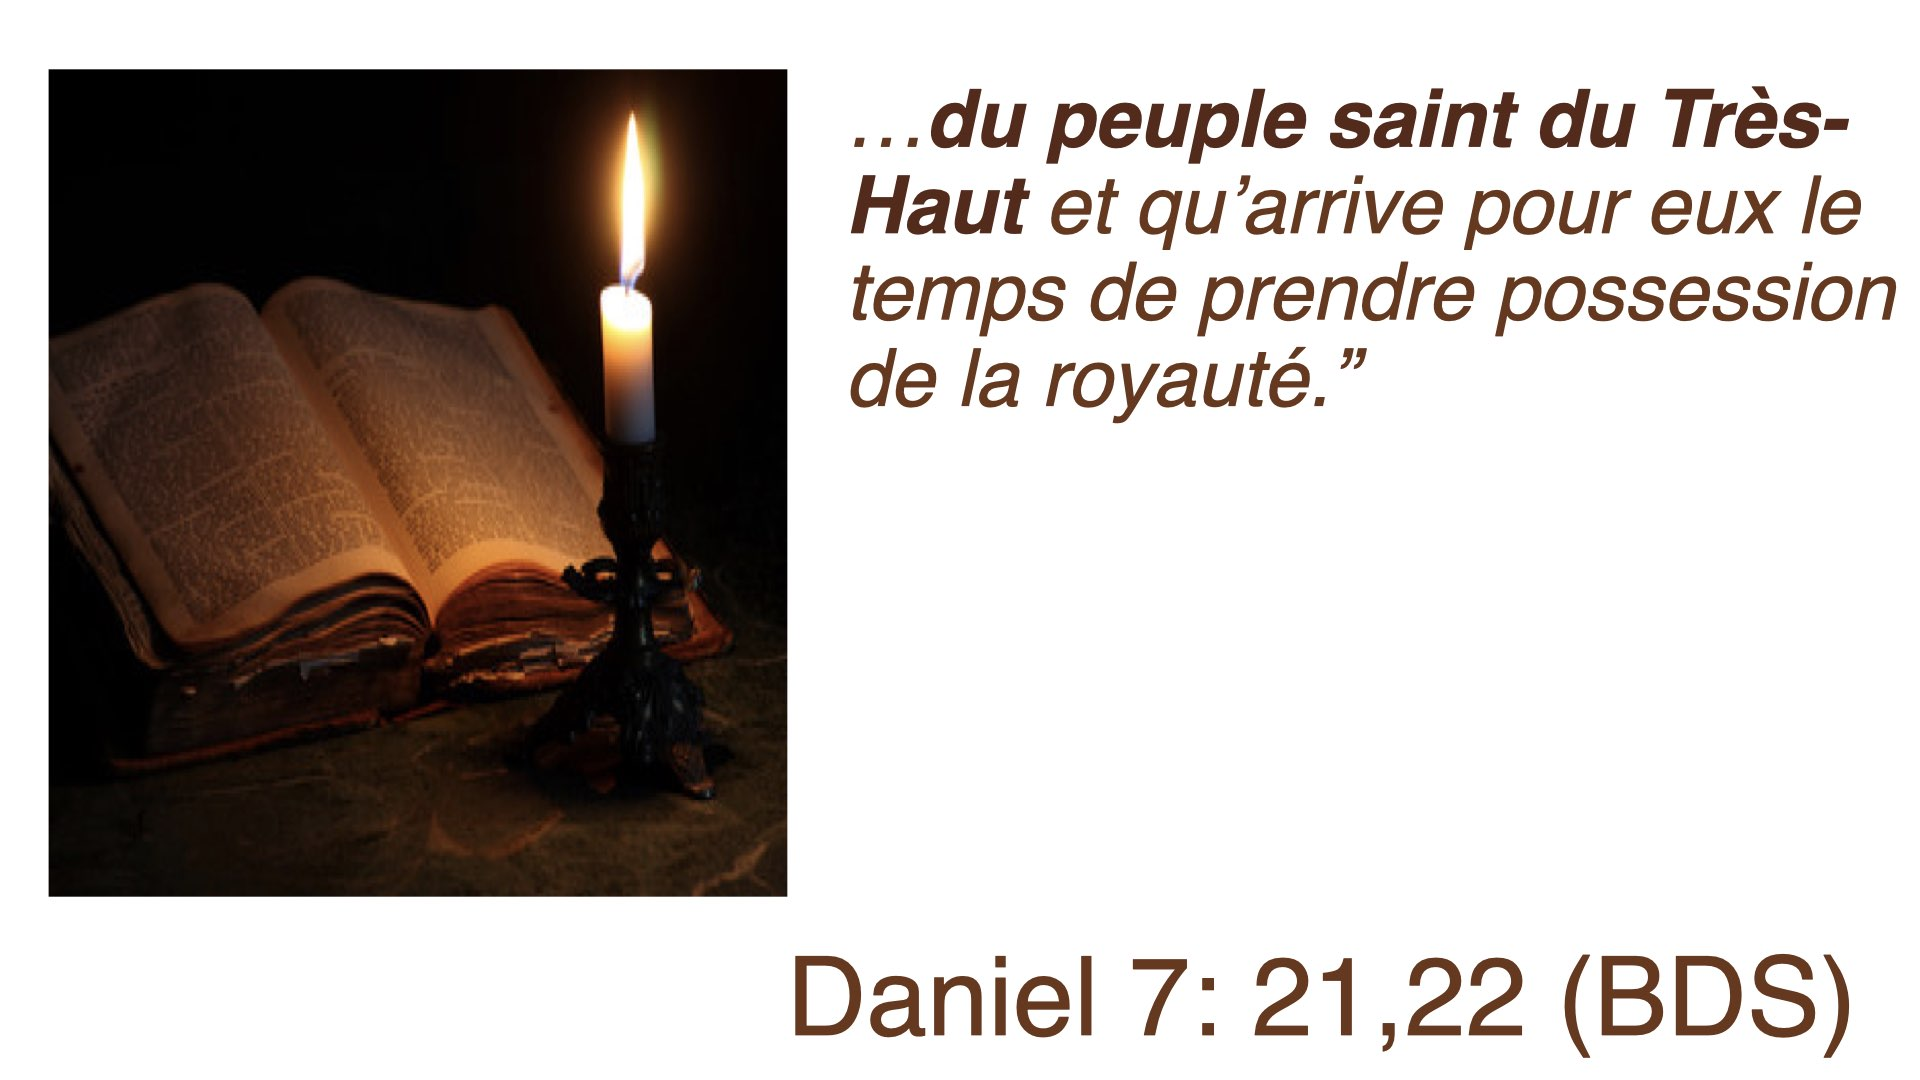 …du peuple saint du Très-
Haut et qu’arrive pour eux le
temps de prendre possession
de la royauté.”
Daniel 7: 21,22 (BDS)